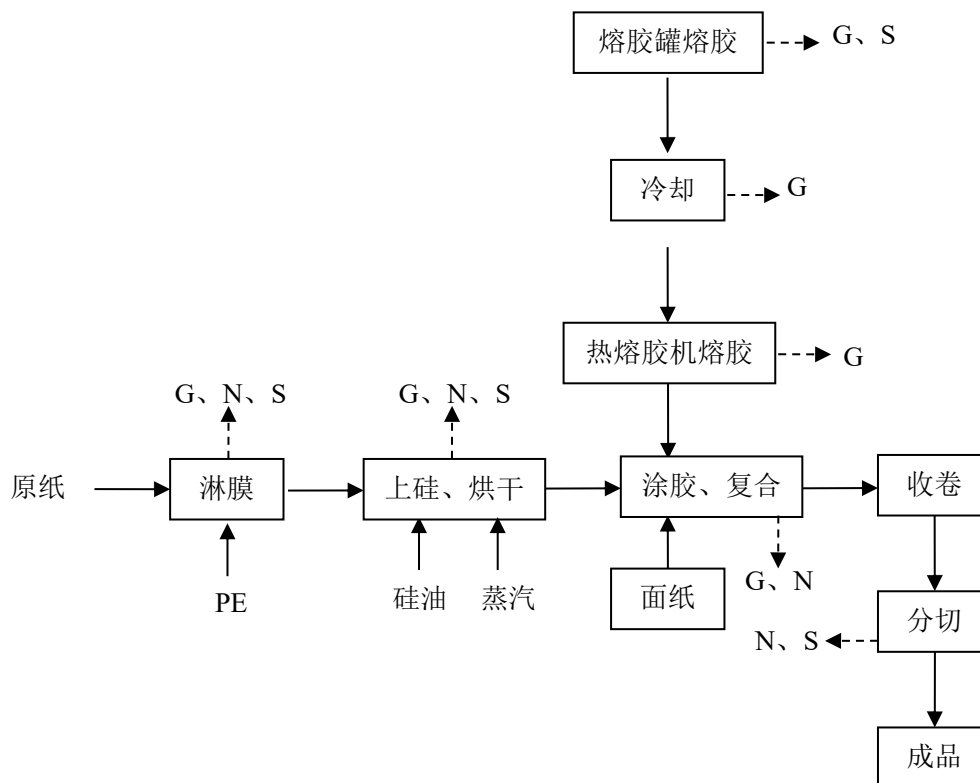 熔胶罐熔胶
G、S
冷却
G
热熔胶机熔胶
G
G、N、S
G、N、S
原纸
淋膜
上硅、烘干
涂胶、复合
收卷
PE
硅油
蒸汽
面纸
G、N
分切
N、S
成品